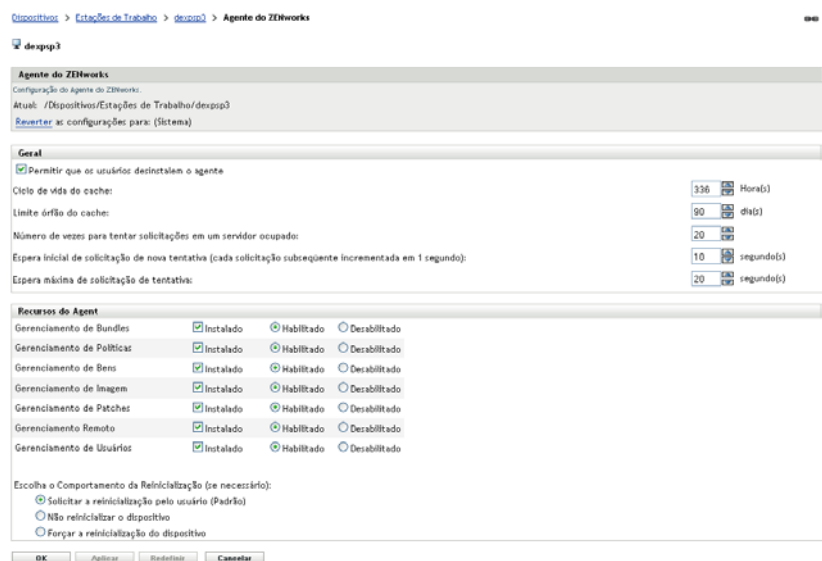 Dispositivos > Estações de Trabalho > dexpsp3 > Agente do ZENworks
dexpsp3
Agente do ZENworks
Configuração do Agente do ZENworks.
Atual: /Dispositivos/Estações de Trabalho/dexpsp3
Reverter as configurações para: (Sistema)
Geral
Permitir que os usuários desinstalem o agente
Ciclo de vida do cache: 336 Hora(s)
Limite órfão do cache: 90 dia(s)
Número de vezes para tentar solicitações em um servidor ocupado: 20
Espera inicial de solicitação de nova tentativa (cada solicitação subseqüente incrementada em 1 segundo): 10 segundo(s)
Espera máxima de solicitação de tentativa: 20 segundo(s)
Recursos do Agent
Gerenciamento de Bundles Instalado Habilitado Desabilitado
Gerenciamento de Políticas Instalado Habilitado Desabilitado
Gerenciamento de Bens Instalado Habilitado Desabilitado
Gerenciamento de Imagem Instalado Habilitado Desabilitado
Gerenciamento de Patches Instalado Habilitado Desabilitado
Gerenciamento Remoto Instalado Habilitado Desabilitado
Gerenciamento de Usuários Instalado Habilitado Desabilitado
Escolha o Comportamento da Reinicialização (se necessário):
Solicitar a reinicialização pelo usuário (Padrão)
Não reinicializar o dispositivo
Forçar a reinicialização do dispositivo
OK Aplicar Redefinir Cancelar